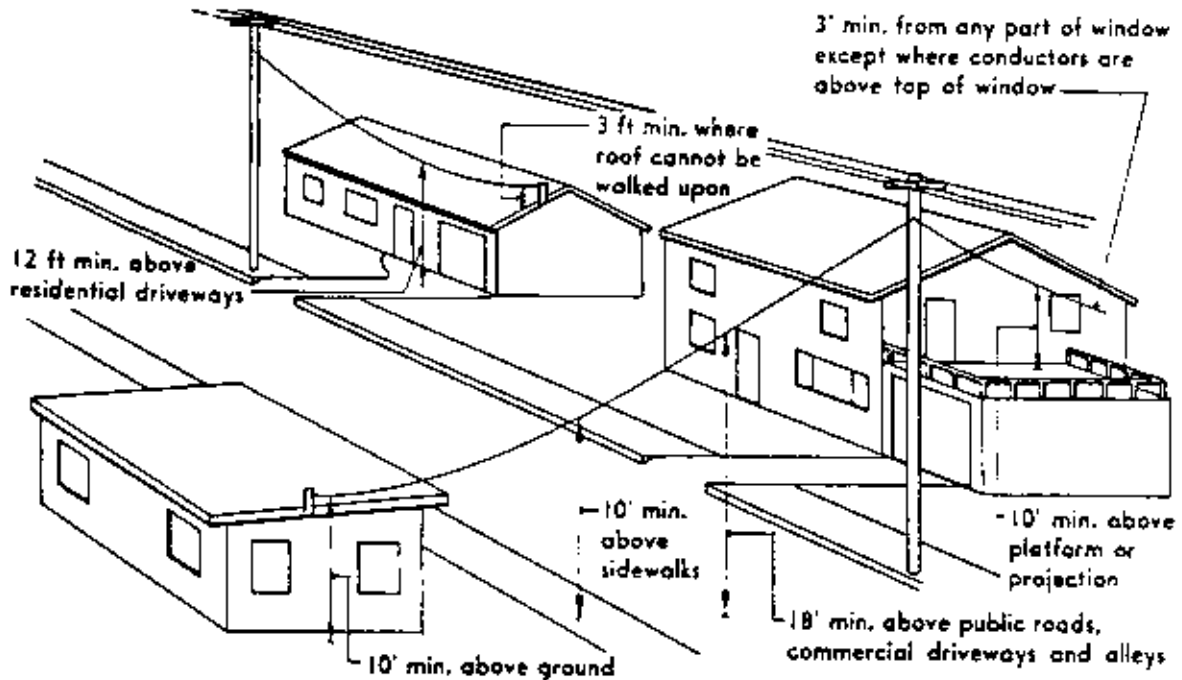 3' min. from any part of window
except where conductors are
above top of window
3 ft min. where
roof cannot be
walked upon
12 ft min. above
residential driveways
10' min.
above
sidewalks
10' min. above
platform or
projection
18' min. above public roads,
commercial driveways and alleys
10' min. above ground